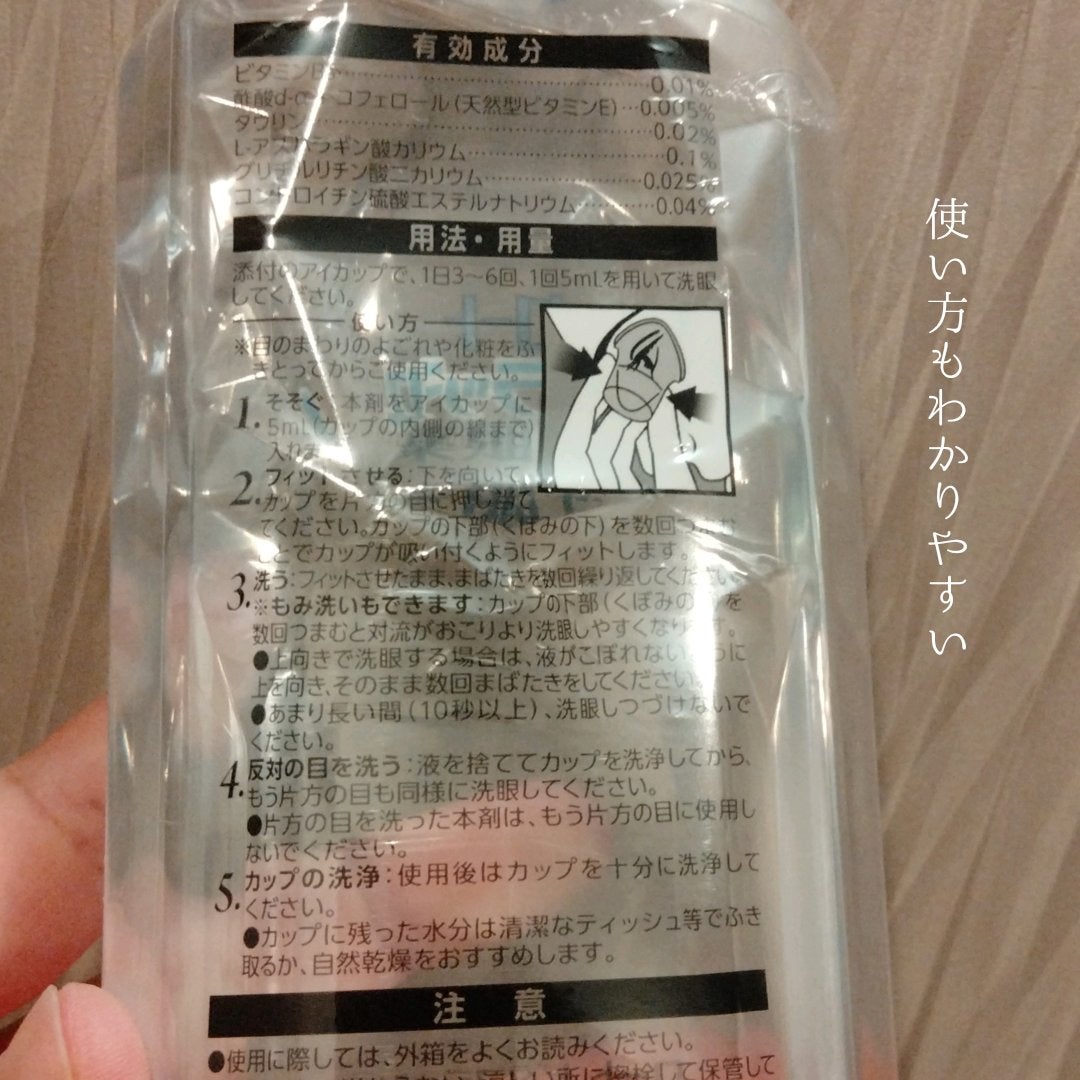 有効成分
ビタミンB6 0.01%
酢酸d-α-トコフェロール(天然型ビタミンE) 0.005%
タウリン 0.02%
L-アスパラギン酸カリウム 0.1%
グリチルリチン酸二カリウム 0.025%
コンドロイチン硫酸エステルナトリウム 0.04%
用法・用量
添付のアイカップで、1日3〜6回、1回5mLを用いて洗眼
してください。
使い方
※目のまわりのよごれや化粧をふ
きとってからご使用ください。
1. そそぐ:本剤をアイカップに
5mL(カップの内側の線まで)
入れま
2. フィットさせる:下を向いて、
カップを片方の目に押し当て
てください。カップの下部(くぼみの下)を数回つまむ
ことでカップが吸い付くようにフィットします。
3. 洗う:フィットさせたまま、まばたきを数回繰り返してください。
※もみ洗いもできます:カップの下部(くぼみの下)を
数回つまむと対流がおこりより洗眼しやすくなります。
●上向きで洗眼する場合は、液がこぼれないように
上を向き、そのまま数回まばたきをしてください。
●あまり長い間(10秒以上)、洗眼しつづけないで
ください。
4. 反対の目を洗う:液を捨ててカップを洗浄してから、
もう片方の目も同様に洗眼してください。
●片方の目を洗った本剤は、もう片方の目に使用し
ないでください。
5. カップの洗浄:使用後はカップを十分に洗浄して
ください。
●カップに残った水分は清潔なティッシュ等でふき
取るか、自然乾燥をおすすめします。
注意
●使用に際しては、外箱をよくお読みください。
涼しい所に密栓して保管して
使い方もわかりやすい